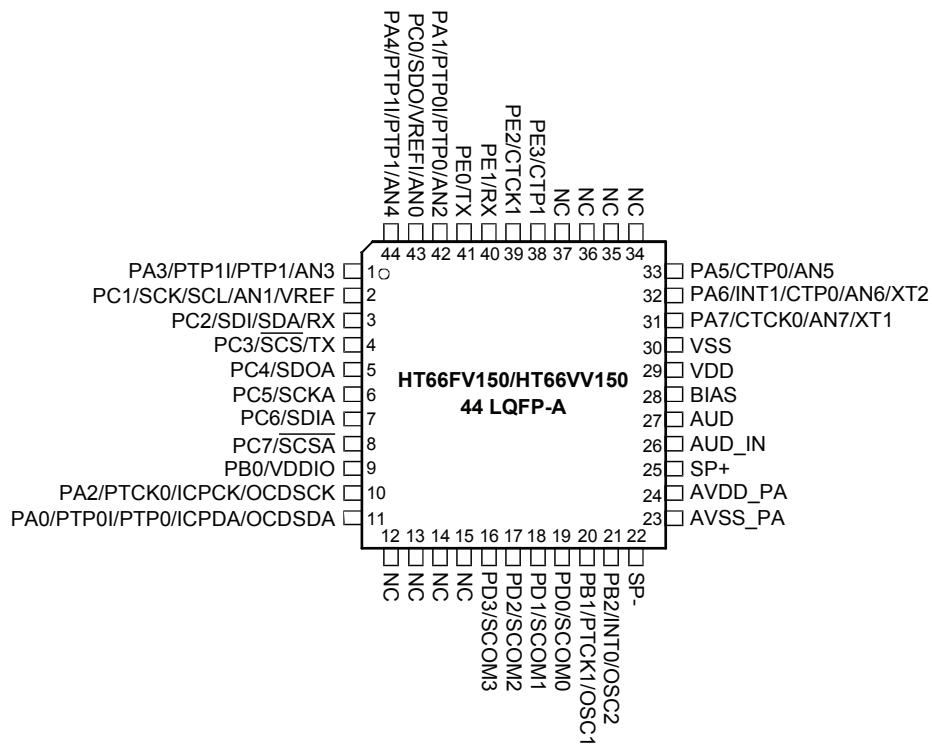 PA4/PTP1I/PTP1/AN4
PC0/SDO/VREFI/AN0
PA1/PTP0I/PTP0/AN2
PE0/TX
PE1/RX
PE2/CTCK1
PE3/CTP1
NC
NC
NC
NC
44 43 42 41 40 39 38 37 36 35 34
PA3/PTP1I/PTP1/AN3 1
PC1/SCK/SCL/AN1/VREF 2
PC2/SDI/SDA/RX 3
PC3/SCS/TX 4
PC4/SDOA 5
PC5/SCKA 6
PC6/SDIA 7
PC7/SCSA 8
PB0/VDDIO 9
PA2/PTCK0/ICPCK/OCDSCK 10
PA0/PTP0I/PTP0/ICPDA/OCDSDA 11
HT66FV150/HT66VV150
44 LQFP-A
33 PA5/CTP0/AN5
32 PA6/INT1/CTP0/AN6/XT2
31 PA7/CTCK0/AN7/XT1
30 VSS
29 VDD
28 BIAS
27 AUD
26 AUD_IN
25 SP+
24 AVDD_PA
23 AVSS_PA
12 13 14 15 16 17 18 19 20 21 22
NC
NC
NC
NC
PD3/SCOM3
PD2/SCOM2
PD1/SCOM1
PD0/SCOM0
PB1/PTCK1/OSC1
PB2/INT0/OSC2
SP-